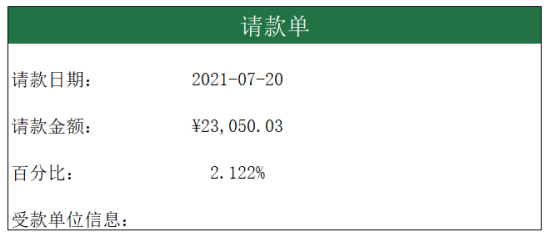 请款单
请款日期: 2021-07-20
请款金额: ¥23,050.03
百分比: 2.122%
受款单位信息: